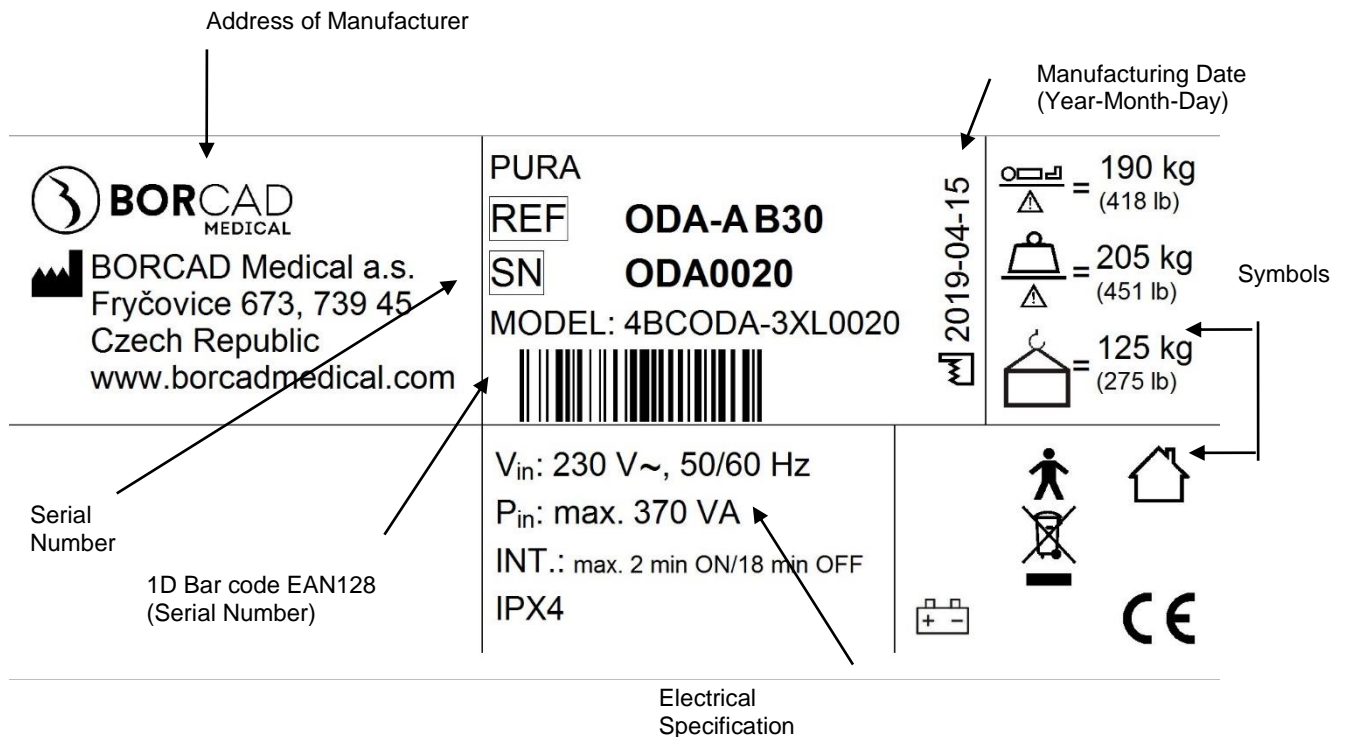 Address of Manufacturer
Manufacturing Date
(Year-Month-Day)
BORCAD
MEDICAL
BORCAD Medical a.s.
Fryčovice 673, 739 45
Czech Republic
www.borcadmedical.com
PURA
REF ODA-AB30
SN ODA0020
MODEL: 4BCODA-3XL0020
2019-04-15
= 190 kg
(418 lb)
= 205 kg
(451 lb)
= 125 kg
(275 lb)
Symbols
Serial
Number
1D Bar code EAN128
(Serial Number)
Vin: 230 V~, 50/60 Hz
Pin: max. 370 VA
INT.: max. 2 min ON/18 min OFF
IPX4
+ -
CE
Electrical
Specification